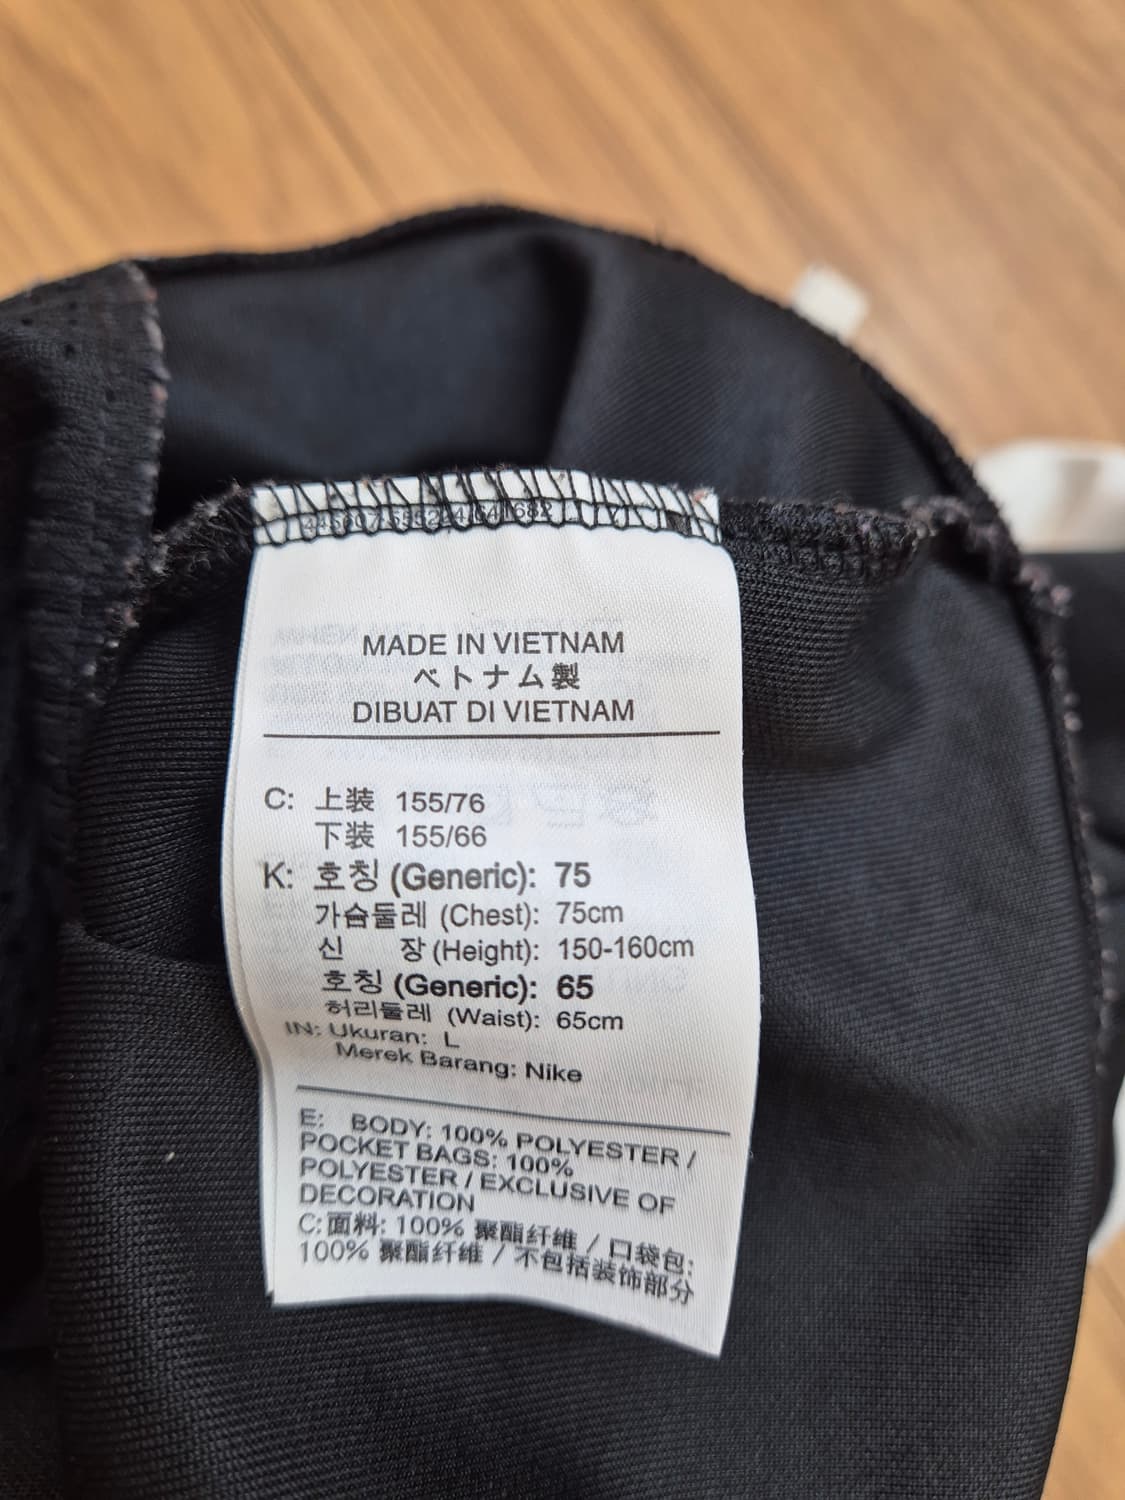 MADE IN VIETNAM
ベトナム製
DIBUAT DI VIETNAM
C: 上装 155/76
下装 155/66
K: 호칭 (Generic): 75
가슴둘레 (Chest): 75cm
신 장 (Height): 150-160cm
호칭 (Generic): 65
허리둘레 (Waist): 65cm
IN: Ukuran: L
Merek Barang: Nike
E: BODY: 100% POLYESTER /
POCKET BAGS: 100%
POLYESTER / EXCLUSIVE OF
DECORATION
C: 面料: 100% 聚酯纤维 / 口袋包:
100% 聚酯纤维 / 不包括装饰部分